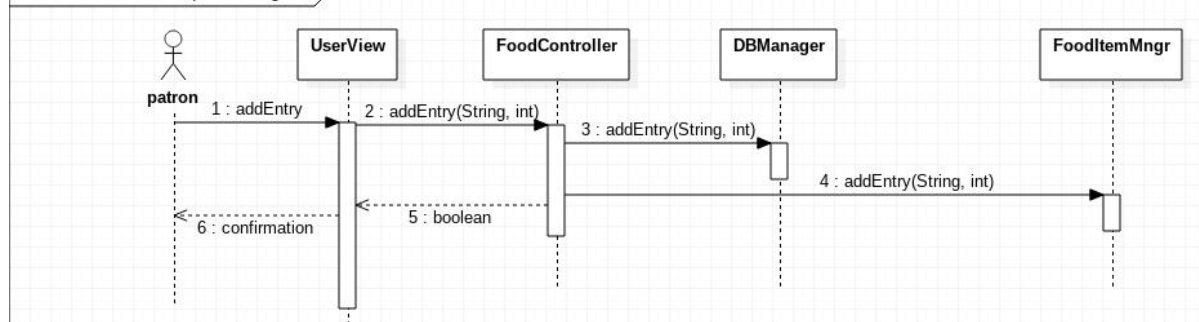 UserView
FoodController
DBManager
FoodItemMngr
patron
1 : addEntry
2 : addEntry(String, int)
3 : addEntry(String, int)
4 : addEntry(String, int)
5 : boolean
6 : confirmation